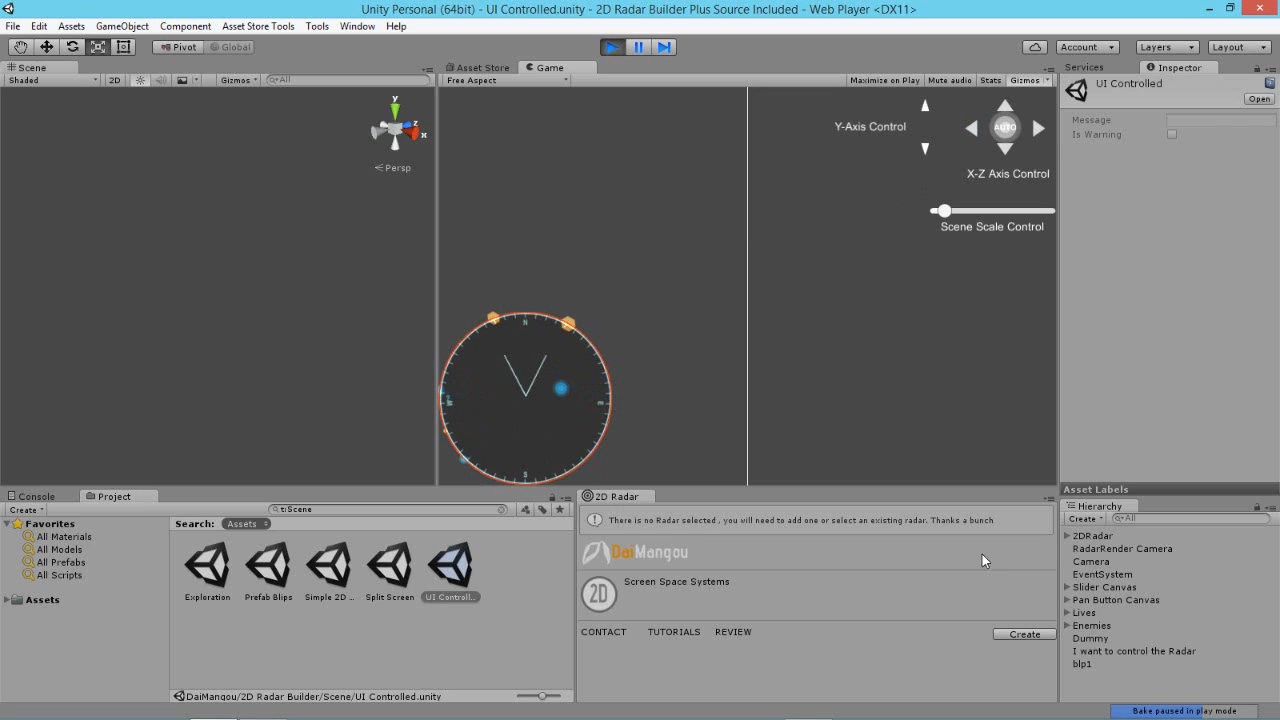 Unity Personal (64bit) - UI Controlled.unity - 2D Radar Builder Plus Source Included - Web Player <DX11>
File Edit Assets GameObject Component Asset Store Tools Tools Window Help
Pivot Global Account Layers Layout
Scene Asset Store Game Services Inspector
Shaded 2D Gizmos All Free Aspect Maximize on Play Mute audio Stats Gizmos
UI Controlled
Open
Message
Is Warning
y
z
x
Persp
Y-Axis Control
AUTO
X-Z Axis Control
Scene Scale Control
N
W
E
S
Asset Labels
Console Project 2D Radar Hierarchy
Create t:Scene Create All
Favorites
All Materials
All Models
All Prefabs
All Scripts
Assets
Search: Assets
Exploration Prefab Blips Simple 2D ... Split Screen UI Controll...
DaiMangou/2D Radar Builder/Scene/UI Controlled.unity
There is no Radar selected , you will need to add one or select an existing radar. Thanks a bunch
DaiMangou
2D
Screen Space Systems
CONTACT TUTORIALS REVIEW
Create
2DRadar
RadarRender Camera
Camera
EventSystem
Slider Canvas
Pan Button Canvas
Lives
Enemies
Dummy
I want to control the Radar
blp1
Bake paused in play mode